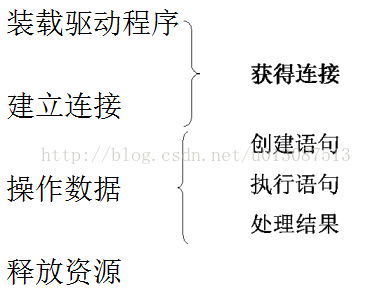 装载驱动程序
获得连接
建立连接
创建语句
http://blog.csdn.net/u013087513
操作数据
执行语句
处理结果
释放资源